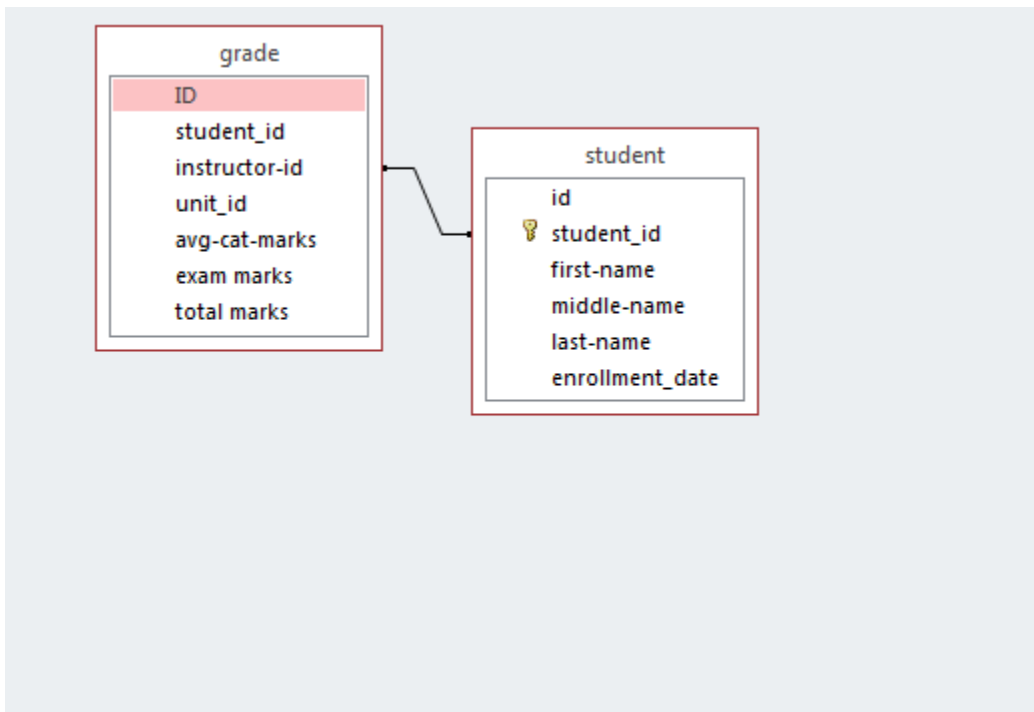 grade
ID
student_id
instructor-id
unit_id
avg-cat-marks
exam marks
total marks
student
id
student_id
first-name
middle-name
last-name
enrollment_date